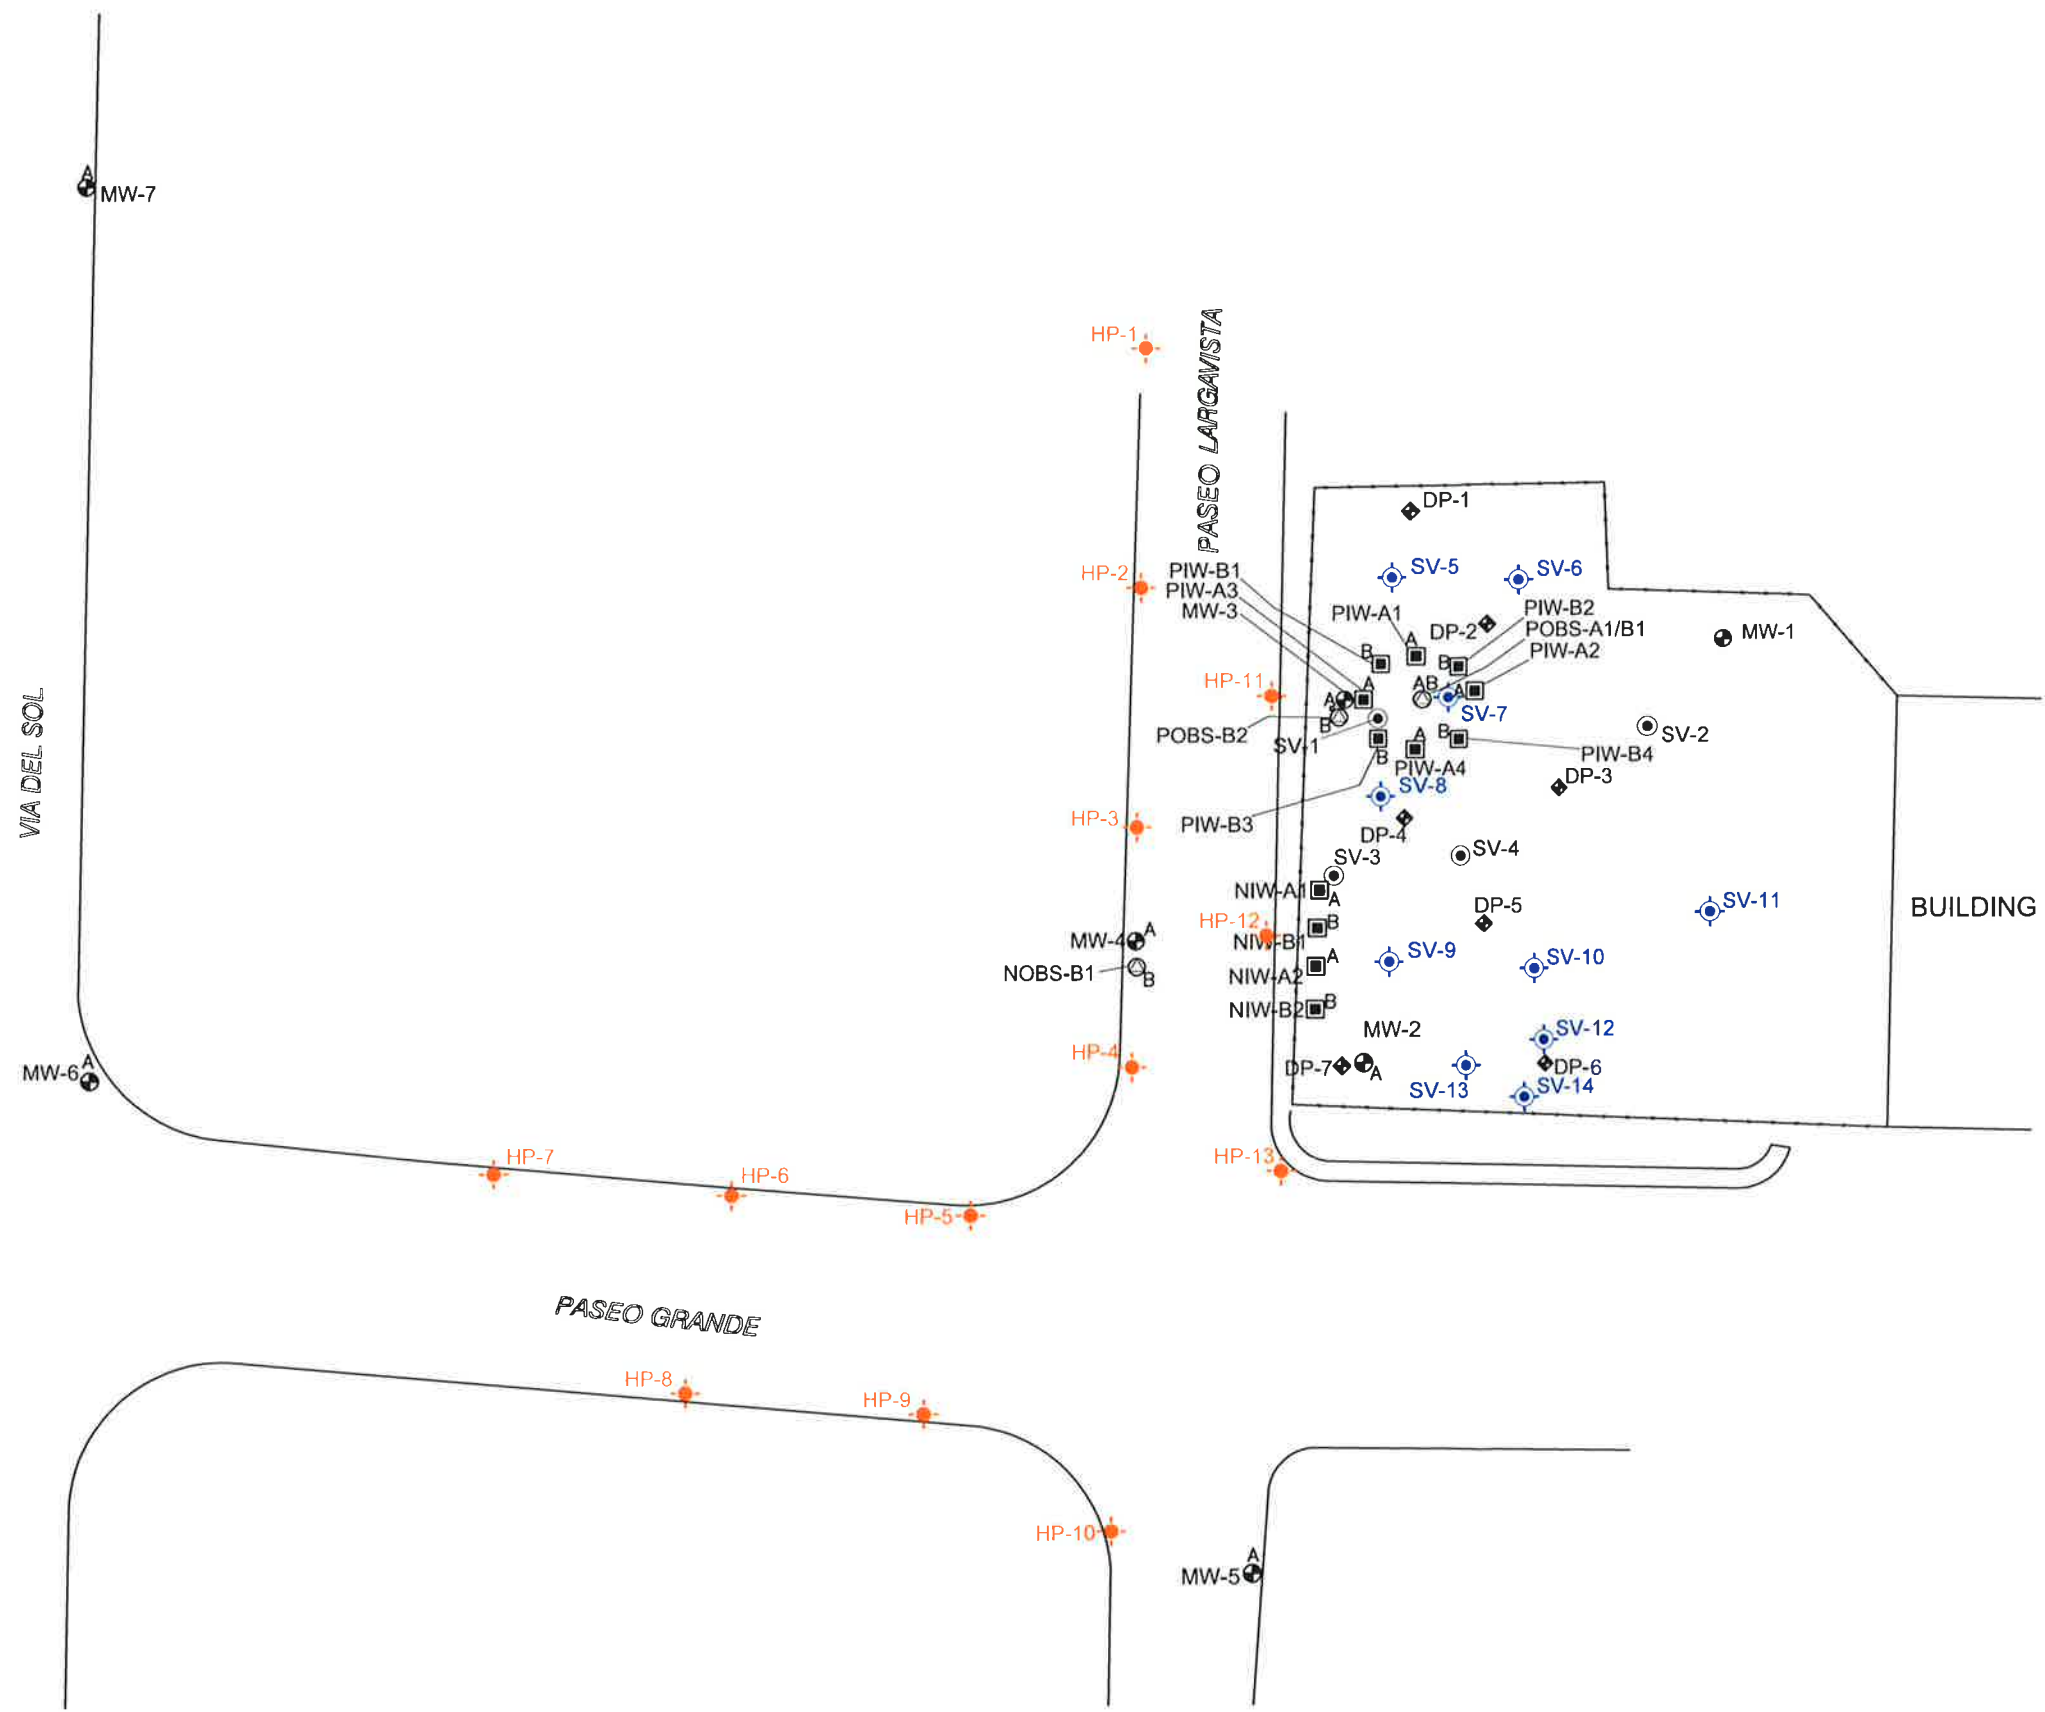 A
MW-7
HP-1
PASEO LARGAVISTA
DP-1
HP-2
PIW-B1
PIW-A3
MW-3
SV-5
SV-6
PIW-A1
A
DP-2
PIW-B2
POBS-A1/B1
PIW-A2
MW-1
B
B
HP-11
A
A
AB
A
SV-7
B
POBS-B2
SV-1
A
B
SV-2
PIW-B4
B
PIW-A4
DP-3
SV-8
VIA DEL SOL
HP-3
PIW-B3
DP-4
SV-3
SV-4
NIW-A1
A
HP-12
B
NIW-B1
DP-5
SV-11
BUILDING
MW-4
A
NOBS-B1
B
A
NIW-A2
SV-9
SV-10
NIW-B2
B
MW-2
SV-12
HP-4
MW-6
A
DP-7
A
DP-6
SV-13
SV-14
HP-7
HP-6
HP-13
HP-5
PASEO GRANDE
HP-8
HP-9
HP-10
A
MW-5